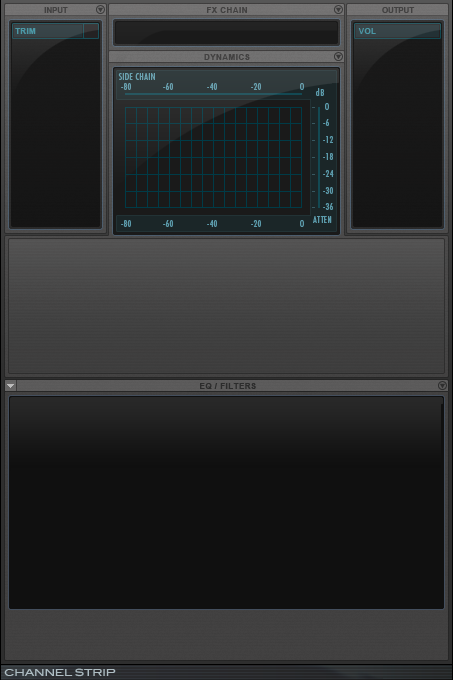 INPUT
FX CHAIN
OUTPUT
TRIM
VOL
DYNAMICS
SIDE CHAIN
-80 -60 -40 -20 0
dB
0
-6
-12
-18
-24
-30
-36
ATTEN
-80 -60 -40 -20 0
EQ / FILTERS
CHANNEL STRIP